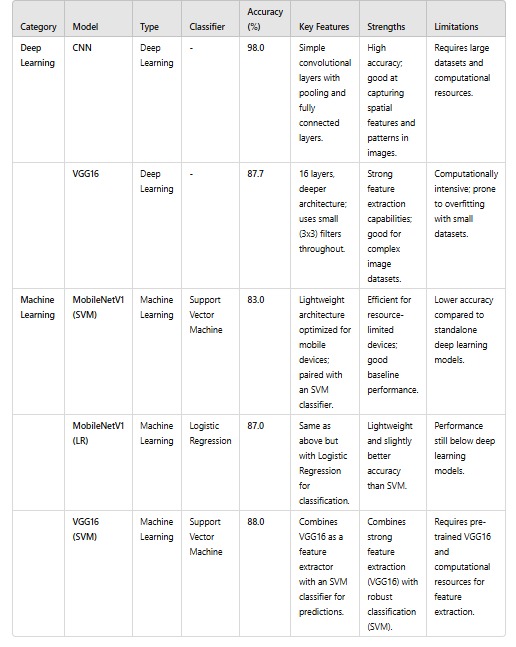 Category Model Type Classifier Accuracy (%) Key Features Strengths Limitations
Deep Learning CNN Deep Learning - 98.0 Simple convolutional layers with pooling and fully connected layers. High accuracy; good at capturing spatial features and patterns in images. Requires large datasets and computational resources.
VGG16 Deep Learning - 87.7 16 layers, deeper architecture; uses small (3x3) filters throughout. Strong feature extraction capabilities; good for complex image datasets. Computationally intensive; prone to overfitting with small datasets.
Machine Learning MobileNetV1 (SVM) Machine Learning Support Vector Machine 83.0 Lightweight architecture optimized for mobile devices; paired with an SVM classifier. Efficient for resource-limited devices; good baseline performance. Lower accuracy compared to standalone deep learning models.
MobileNetV1 (LR) Machine Learning Logistic Regression 87.0 Same as above but with Logistic Regression for classification. Lightweight and slightly better accuracy than SVM. Performance still below deep learning models.
VGG16 (SVM) Machine Learning Support Vector Machine 88.0 Combines VGG16 as a feature extractor with an SVM classifier for predictions. Combines strong feature extraction (VGG16) with robust classification (SVM). Requires pre-trained VGG16 and computational resources for feature extraction.